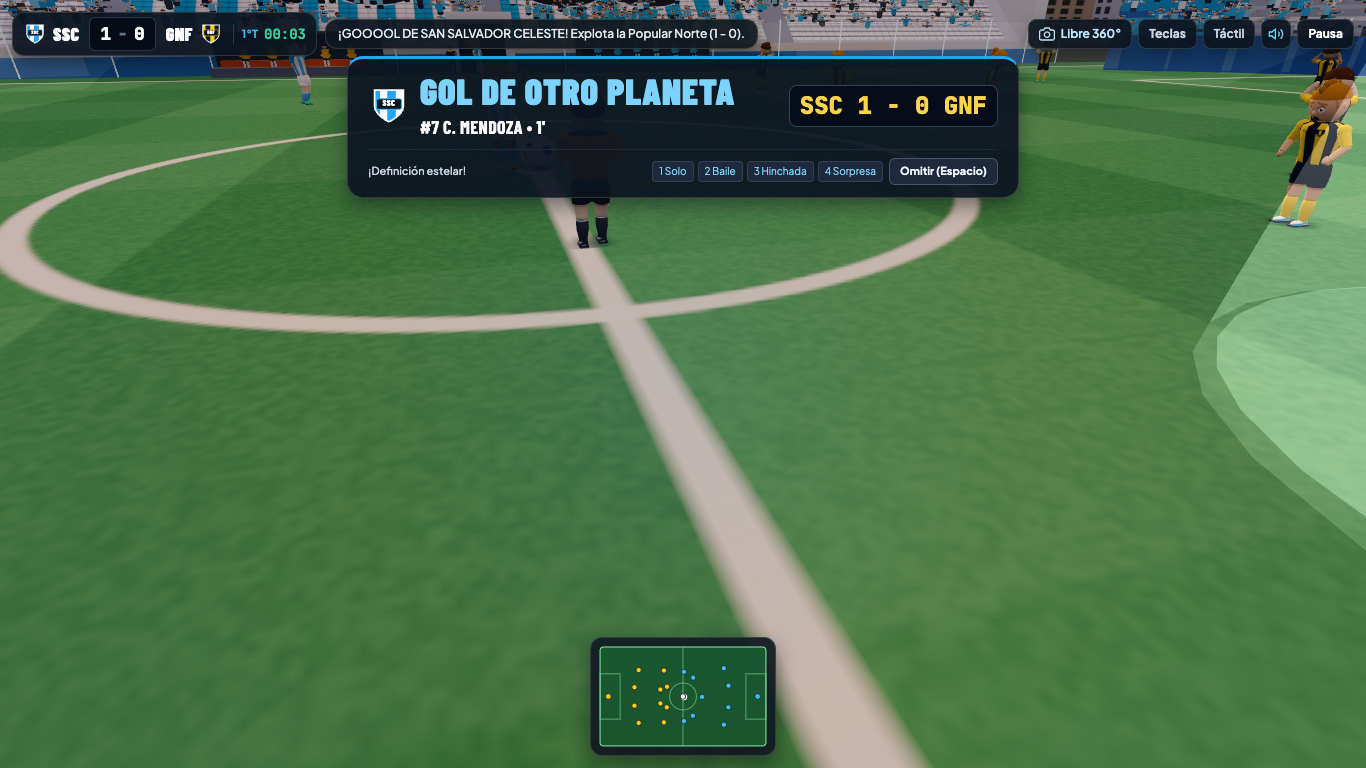 SSC 1 - 0 GNF 1ºT 00:03
¡GOOOOL DE SAN SALVADOR CELESTE! Explota la Popular Norte (1 – 0).
Libre 360° Teclas Táctil Pausa
SSC
GOL DE OTRO PLANETA
#7 C. MENDOZA • 1'
SSC 1 - 0 GNF
¡Definición estelar!
1 Solo 2 Baile 3 Hinchada 4 Sorpresa Omitir (Espacio)